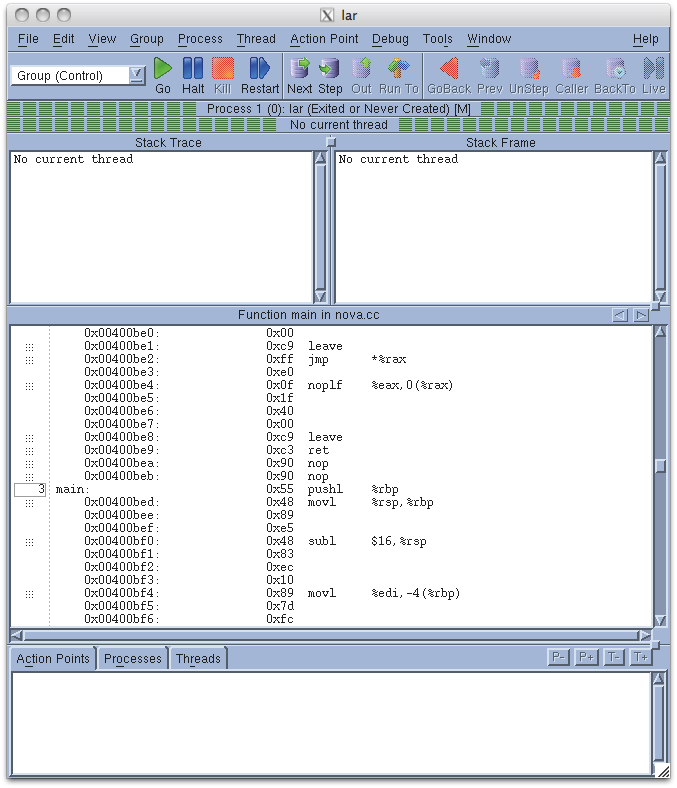 lar
File Edit View Group Process Thread Action Point Debug Tools Window Help
Group (Control) Go Halt Kill Restart Next Step Out Run To GoBack Prev UnStep Caller BackTo Live
Process 1 (0): lar (Exited or Never Created) [M]
No current thread
Stack Trace Stack Frame
No current thread No current thread
Function main in nova.cc
0x00400be0: 0x00
0x00400be1: 0xc9 leave
0x00400be2: 0xff jmp *%rax
0x00400be3: 0xe0
0x00400be4: 0x0f noplf %eax,0(%rax)
0x00400be5: 0x1f
0x00400be6: 0x40
0x00400be7: 0x00
0x00400be8: 0xc9 leave
0x00400be9: 0xc3 ret
0x00400bea: 0x90 nop
0x00400beb: 0x90 nop
3 main: 0x55 pushl %rbp
0x00400bed: 0x48 movl %rsp,%rbp
0x00400bee: 0x89
0x00400bef: 0xe5
0x00400bf0: 0x48 subl $16,%rsp
0x00400bf1: 0x83
0x00400bf2: 0xec
0x00400bf3: 0x10
0x00400bf4: 0x89 movl %edi,-4(%rbp)
0x00400bf5: 0x7d
0x00400bf6: 0xfc
Action Points Processes Threads P- P+ T- T+